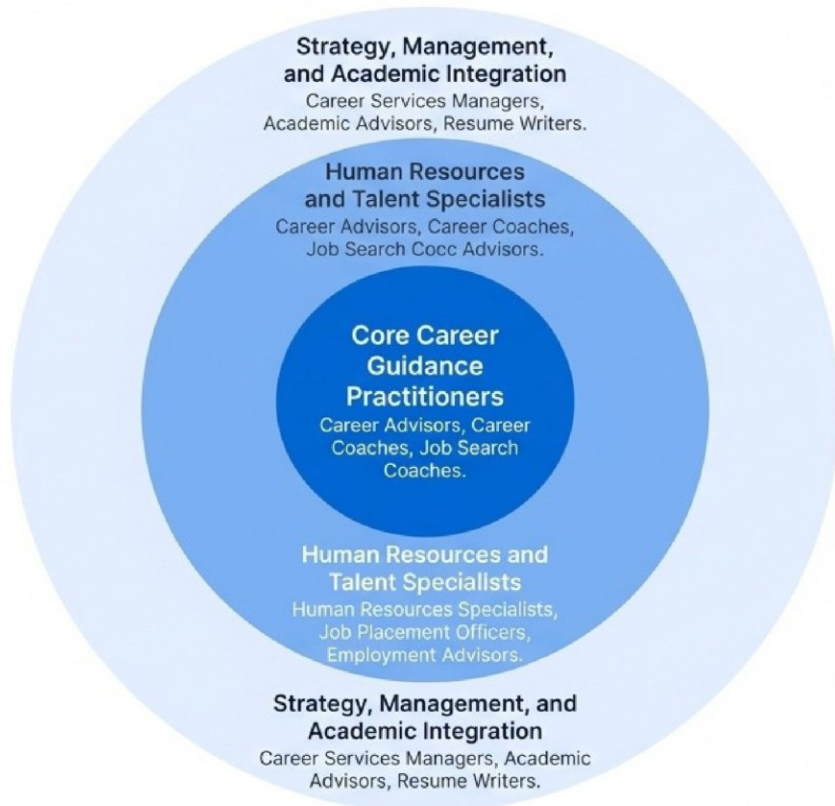 Strategy, Management,
and Academic Integration
Career Services Managers,
Academic Advisors, Resume Writers.
Human Resources
and Talent Specialists
Career Advisors, Career Coaches,
Job Search Cocc Advisors.
Core Career
Guidance
Practitioners
Career Advisors, Career
Coaches, Job Search
Coaches.
Human Resources and
Talent Specialists
Human Resources Specialists,
Job Placement Officers,
Employment Advisors.
Strategy, Management, and
Academic Integration
Career Services Managers, Academic
Advisors, Resume Writers.